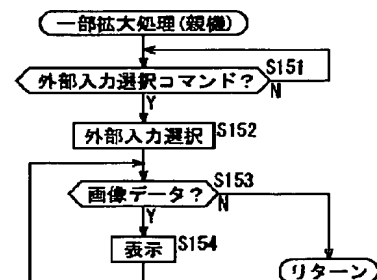 一部拡大処理(親機)
S151
外部入力選択コマンド?
N
Y
外部入力選択
S152
S153
画像データ?
N
Y
表示
S154
リターン